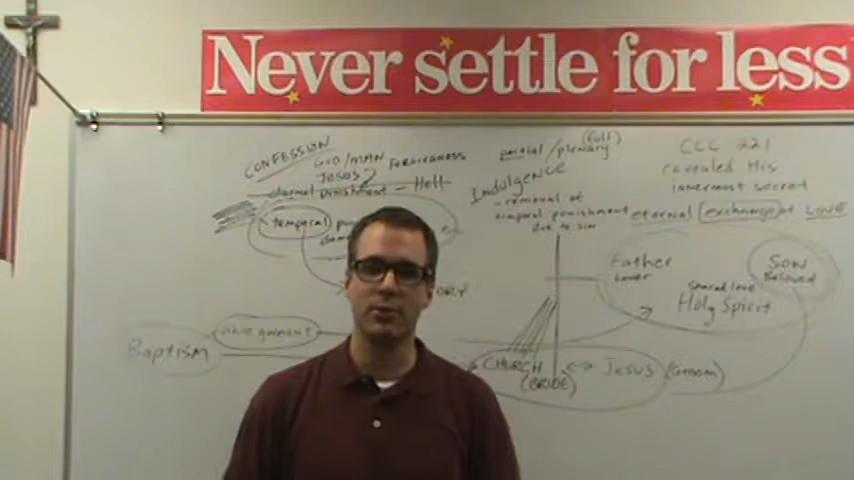 Never settle for less
CONFESSION
GOD/MAN
JESUS
FORGIVENESS
eternal punishment - Hell
temporal
Baptism
partial/plenary
(full)
Indulgence
- removal of
temporal punishment
due to sin
CCC 221
revealed His
innermost secret
eternal exchange of LOVE
Father
Lover
Son
Beloved
shared love
Holy Spirit
CHURCH
(BRIDE)
JESUS (Groom)